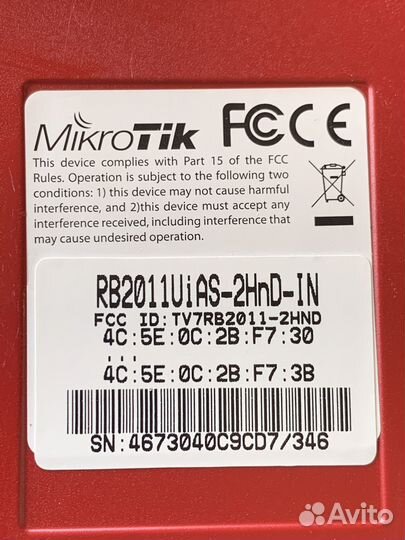 MikroTik FC CE
This device complies with Part 15 of the FCC
Rules. Operation is subject to the following two
conditions: 1) this device may not cause harmful
interference, and 2)this device must accept any
interference received, including interference that
may cause undesired operation.
RB2011UiAS-2HnD-IN
FCC ID:TV7RB2011-2HND
4C:5E:0C:2B:F7:30
...
4C:5E:0C:2B:F7:3B
SN:4673040C9CD7/346
Avito